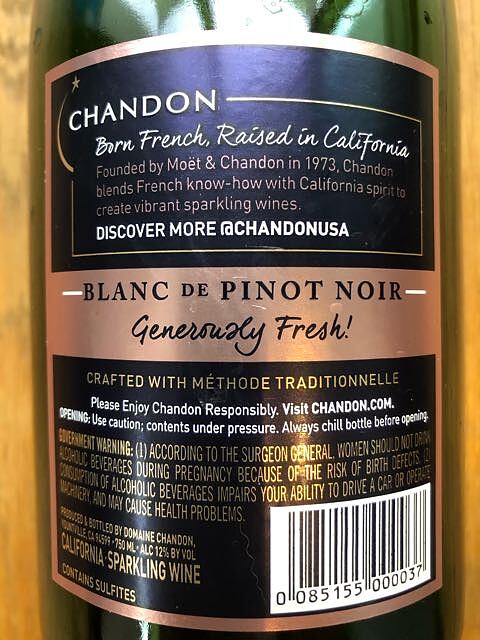 CHANDON
Born French, Raised in California
Founded by Moët & Chandon in 1973, Chandon
blends French know-how with California spirit to
create vibrant sparkling wines.
DISCOVER MORE @CHANDONUSA
BLANC DE PINOT NOIR
Generously Fresh!
CRAFTED WITH MÉTHODE TRADITIONNELLE
Please Enjoy Chandon Responsibly. Visit CHANDON.COM.
OPENING: Use caution; contents under pressure. Always chill bottle before opening.
GOVERNMENT WARNING: (1) ACCORDING TO THE SURGEON GENERAL, WOMEN SHOULD NOT DRINK
ALCOHOLIC BEVERAGES DURING PREGNANCY BECAUSE OF THE RISK OF BIRTH DEFECTS. (2)
CONSUMPTION OF ALCOHOLIC BEVERAGES IMPAIRS YOUR ABILITY TO DRIVE A CAR OR OPERATE
MACHINERY, AND MAY CAUSE HEALTH PROBLEMS.
PRODUCED & BOTTLED BY DOMAINE CHANDON,
YOUNTVILLE, CA 94599 • 750 ML • ALC 12% BY VOL
CALIFORNIA • SPARKLING WINE
CONTAINS SULFITES
0 085155 000037